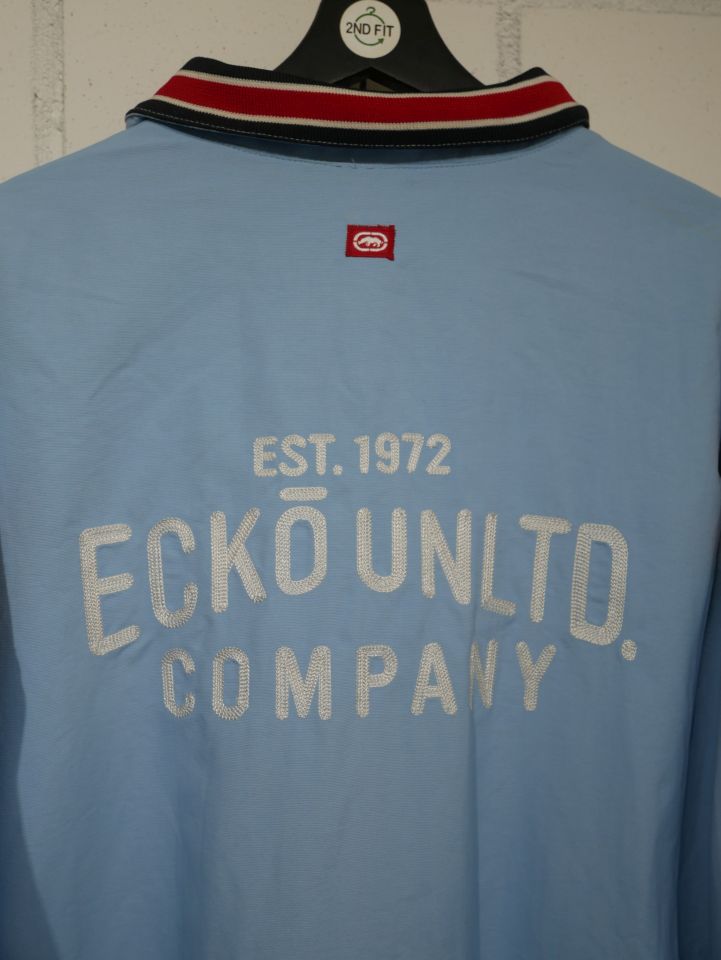 2ND FIT
EST. 1972
ECKŌ UNLTD.
COMPANY